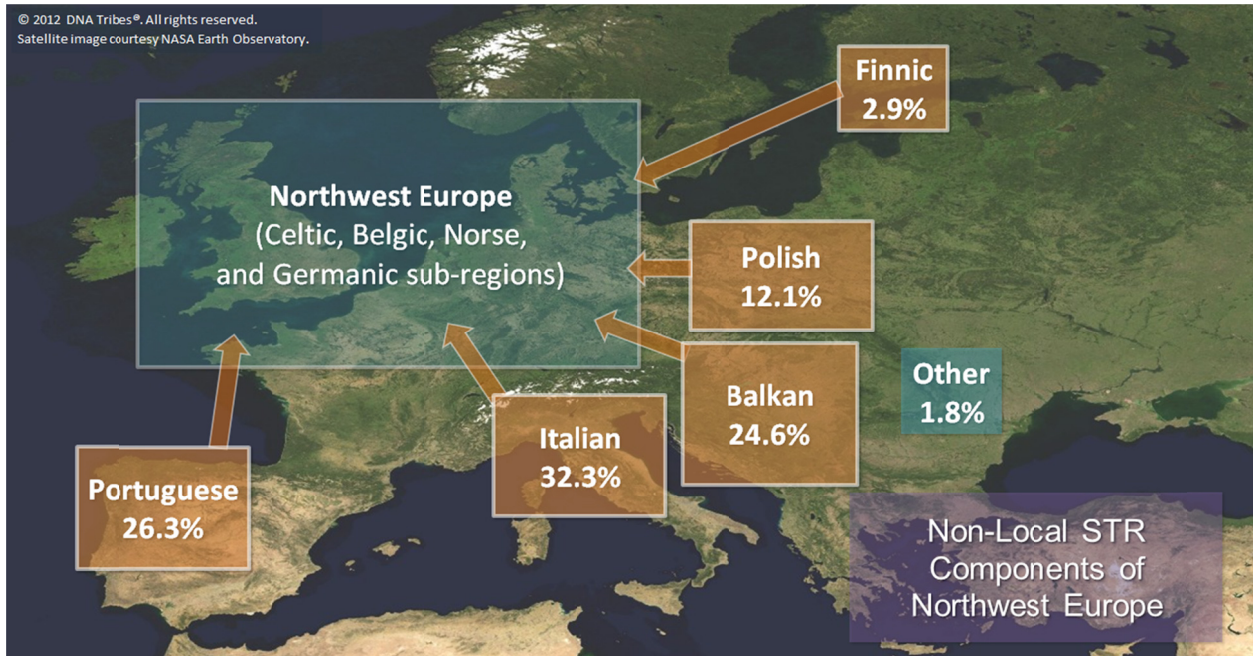 © 2012 DNA Tribes®. All rights reserved.
Satellite image courtesy NASA Earth Observatory.
Finnic
2.9%
Northwest Europe
(Celtic, Belgic, Norse,
and Germanic sub-regions)
Polish
12.1%
Balkan
24.6%
Other
1.8%
Italian
32.3%
Portuguese
26.3%
Non-Local STR
Components of
Northwest Europe